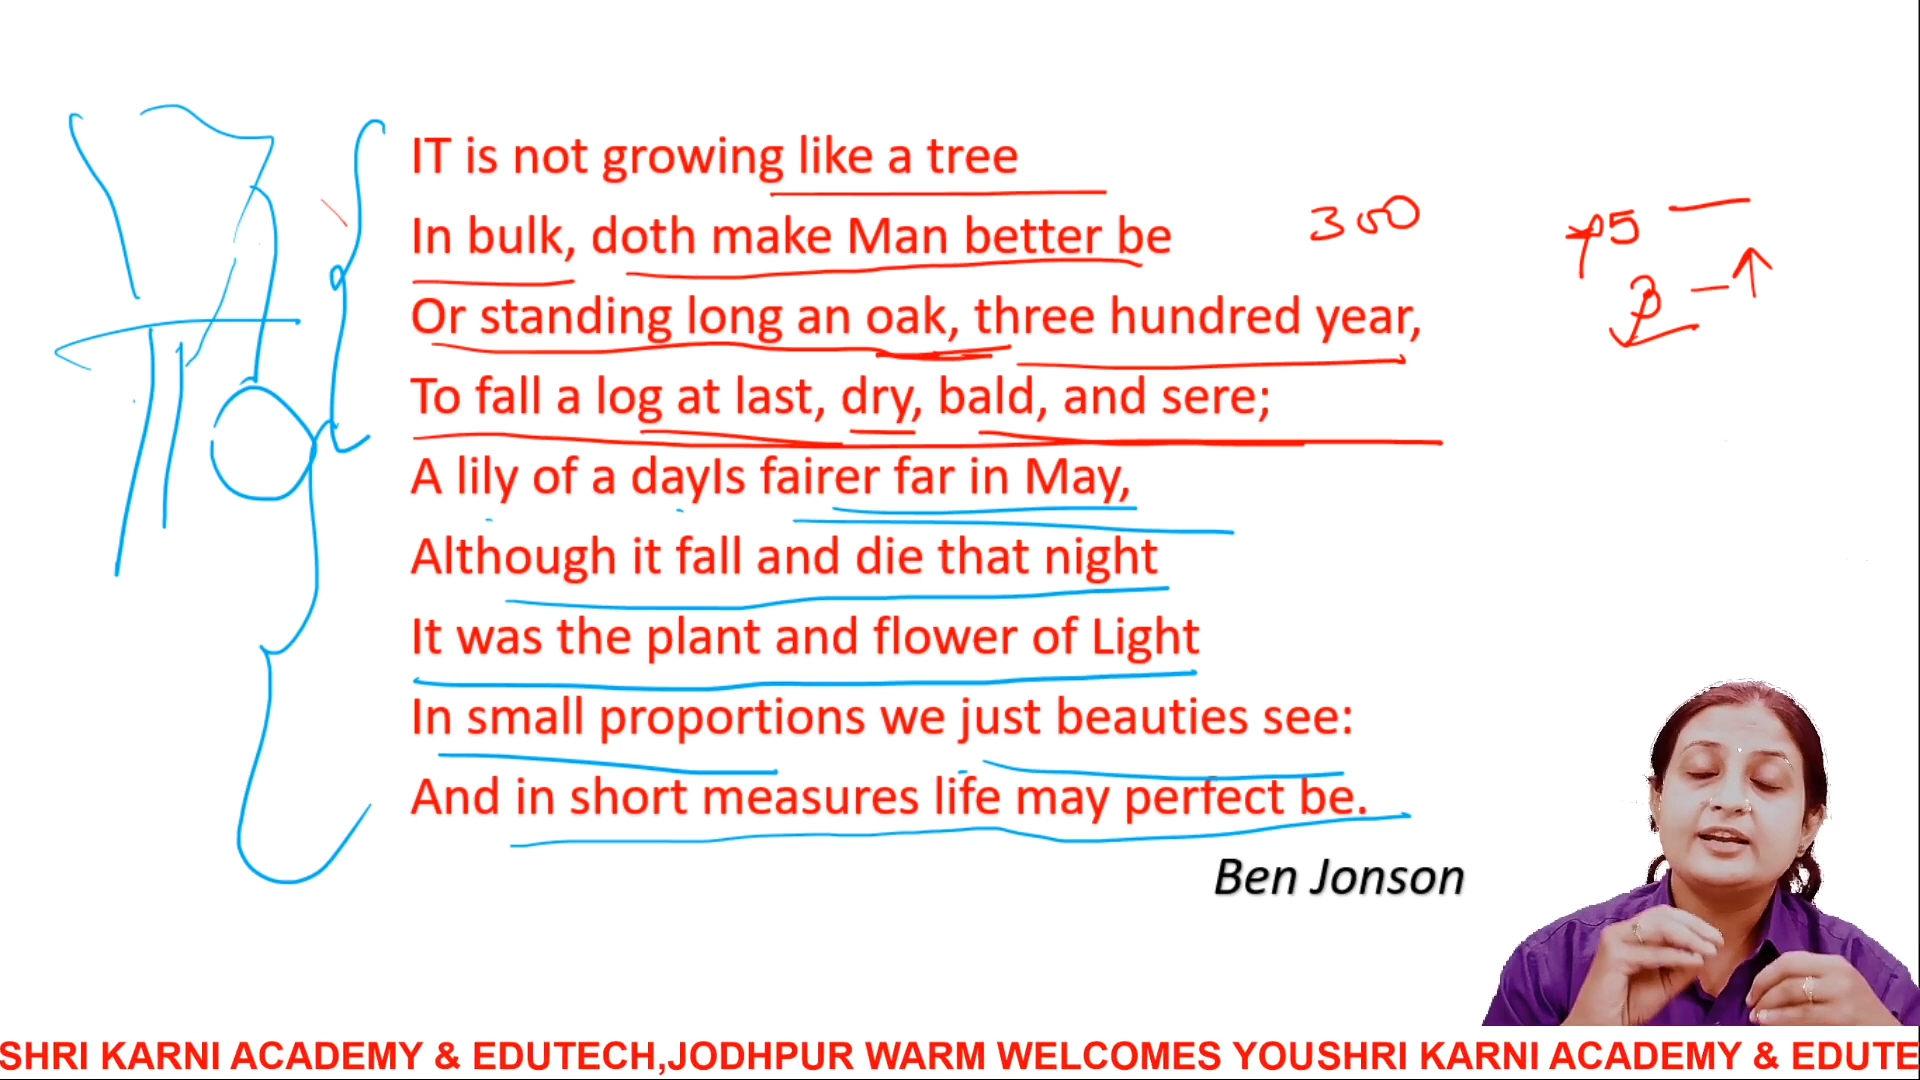 IT is not growing like a tree
In bulk, doth make Man better be
300
Or standing long an oak, three hundred year,
To fall a log at last, dry, bald, and sere;
A lily of a dayIs fairer far in May,
Although it fall and die that night
It was the plant and flower of Light
In small proportions we just beauties see:
And in short measures life may perfect be.
Ben Jonson
SHRI KARNI ACADEMY & EDUTECH,JODHPUR WARM WELCOMES YOUSHRI KARNI ACADEMY & EDUTE